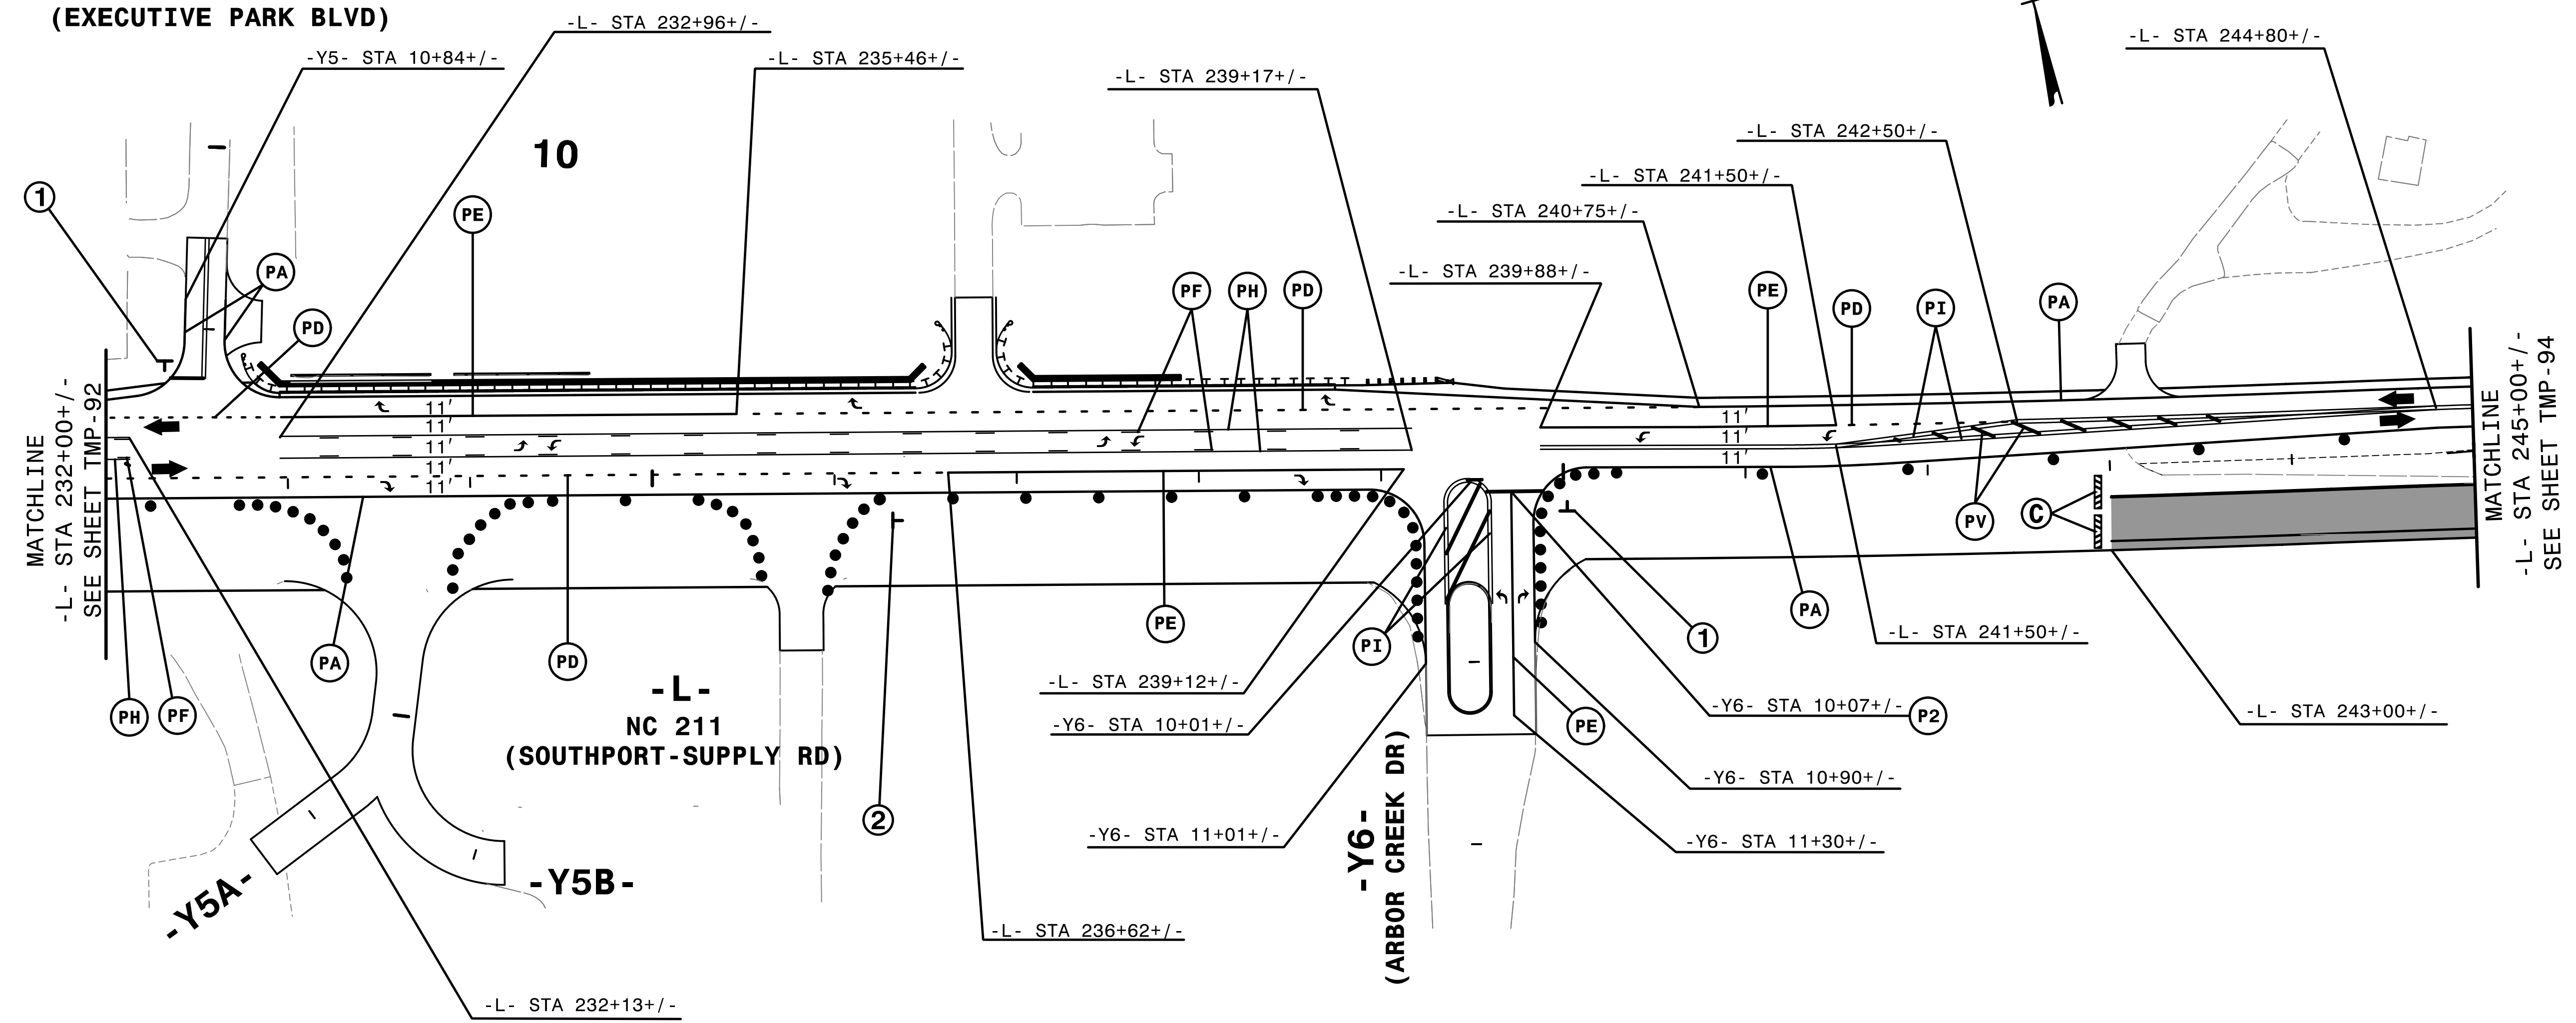 (EXECUTIVE PARK BLVD)
-L- STA 232+96+/-
-Y5- STA 10+84+/-
-L- STA 235+46+/-
-L- STA 239+17+/-
-L- STA 244+80+/-
10
-L- STA 242+50+/-
-L- STA 241+50+/-
1
PE
-L- STA 240+75+/-
PA
-L- STA 239+88+/-
PF
PH
PD
PE
PD
PI
PA
PD
MATCHLINE
-L- STA 232+00+/-
SEE SHEET TMP-92
11'
11'
11'
11'
11'
11'
11'
11'
MATCHLINE
-L- STA 245+00+/-
SEE SHEET TMP-94
PV
C
PA
PD
PE
PI
1
PA
-L- STA 241+50+/-
PH
PF
-L-
NC 211
(SOUTHPORT-SUPPLY RD)
-L- STA 239+12+/-
-Y6- STA 10+01+/-
PE
-Y6- STA 10+07+/-
P2
-L- STA 243+00+/-
-Y6- STA 10+90+/-
2
-Y6- STA 11+01+/-
-Y6-
(ARBOR CREEK DR)
-Y6- STA 11+30+/-
-Y5A-
-Y5B-
-L- STA 236+62+/-
-L- STA 232+13+/-